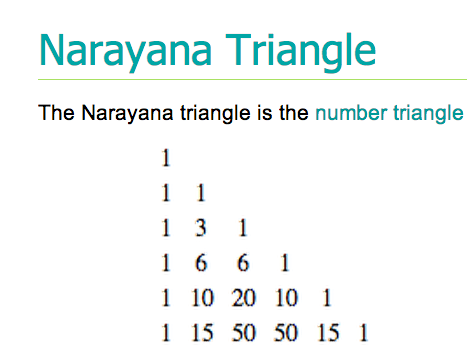 Narayana Triangle
The Narayana triangle is the number triangle
1
1 1
1 3 1
1 6 6 1
1 10 20 10 1
1 15 50 50 15 1